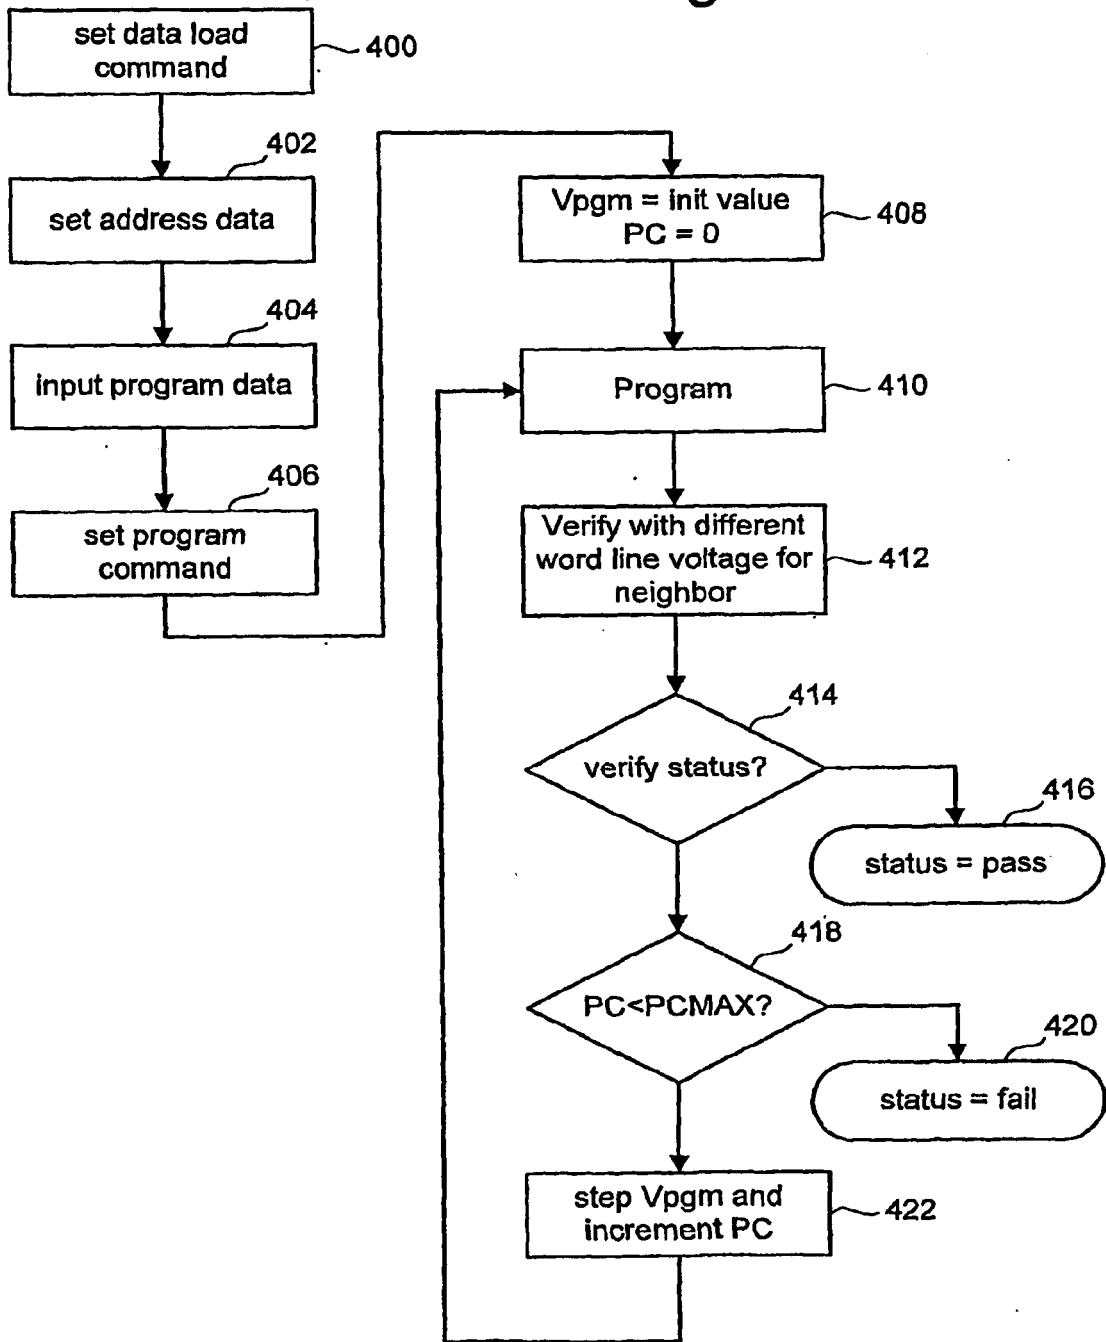 set data load
command
400
402
set address data
404
input program data
406
set program
command
Vpgm = init value
PC = 0
408
Program
410
Verify with different
word line voltage for
neighbor
412
414
verify status?
416
status = pass
418
PC<PCMAX?
420
status = fail
step Vpgm and
increment PC
422